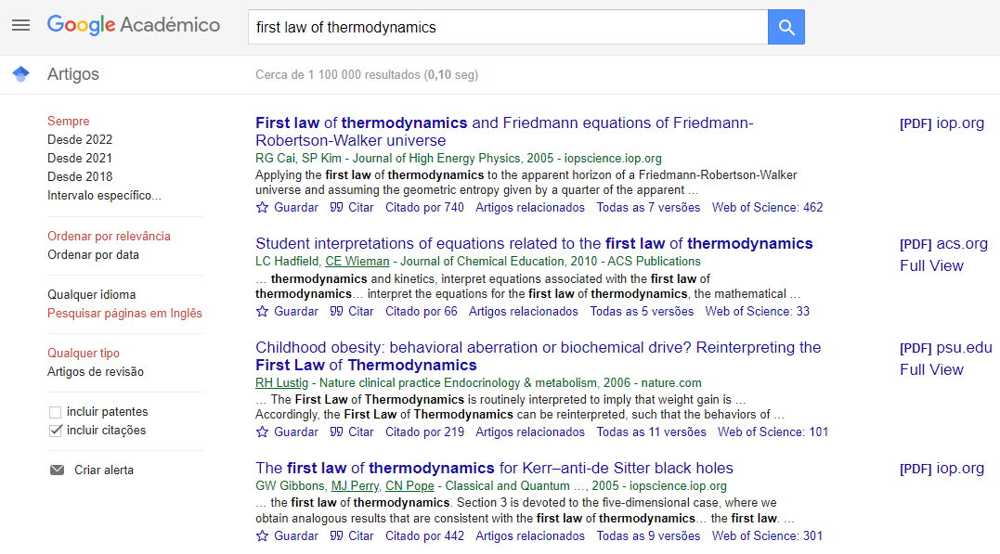 Google Académico
first law of thermodynamics
Artigos
Cerca de 1 100 000 resultados (0,10 seg)
Sempre
Desde 2022
Desde 2021
Desde 2018
Intervalo específico...
Ordenar por relevância
Ordenar por data
Qualquer idioma
Pesquisar páginas em Inglês
Qualquer tipo
Artigos de revisão
incluir patentes
incluir citações
Criar alerta
First law of thermodynamics and Friedmann equations of Friedmann-
Robertson-Walker universe
RG Cai, SP Kim - Journal of High Energy Physics, 2005 - iopscience.iop.org
Applying the first law of thermodynamics to the apparent horizon of a Friedmann-Robertson-Walker
universe and assuming the geometric entropy given by a quarter of the apparent ...
Guardar Citar Citado por 740 Artigos relacionados Todas as 7 versões Web of Science: 462
[PDF] iop.org
Student interpretations of equations related to the first law of thermodynamics
LC Hadfield, CE Wieman - Journal of Chemical Education, 2010 - ACS Publications
... thermodynamics and kinetics, interpret equations associated with the first law of
thermodynamics... interpret the equations for the first law of thermodynamics, the mathematical ...
Guardar Citar Citado por 66 Artigos relacionados Todas as 5 versões Web of Science: 33
[PDF] acs.org
Full View
Childhood obesity: behavioral aberration or biochemical drive? Reinterpreting the
First Law of Thermodynamics
RH Lustig - Nature clinical practice Endocrinology & metabolism, 2006 - nature.com
... The First Law of Thermodynamics is routinely interpreted to imply that weight gain is ...
Accordingly, the First Law of Thermodynamics can be reinterpreted, such that the behaviors of ...
Guardar Citar Citado por 219 Artigos relacionados Todas as 11 versões Web of Science: 101
[PDF] psu.edu
Full View
The first law of thermodynamics for Kerr–anti-de Sitter black holes
GW Gibbons, MJ Perry, CN Pope - Classical and Quantum ..., 2005 - iopscience.iop.org
... the first law of thermodynamics. Section 3 is devoted to the five-dimensional case, where we
obtain analogous results that are consistent with the first law of thermodynamics... the first law. ...
Guardar Citar Citado por 442 Artigos relacionados Todas as 9 versões Web of Science: 301
[PDF] iop.org